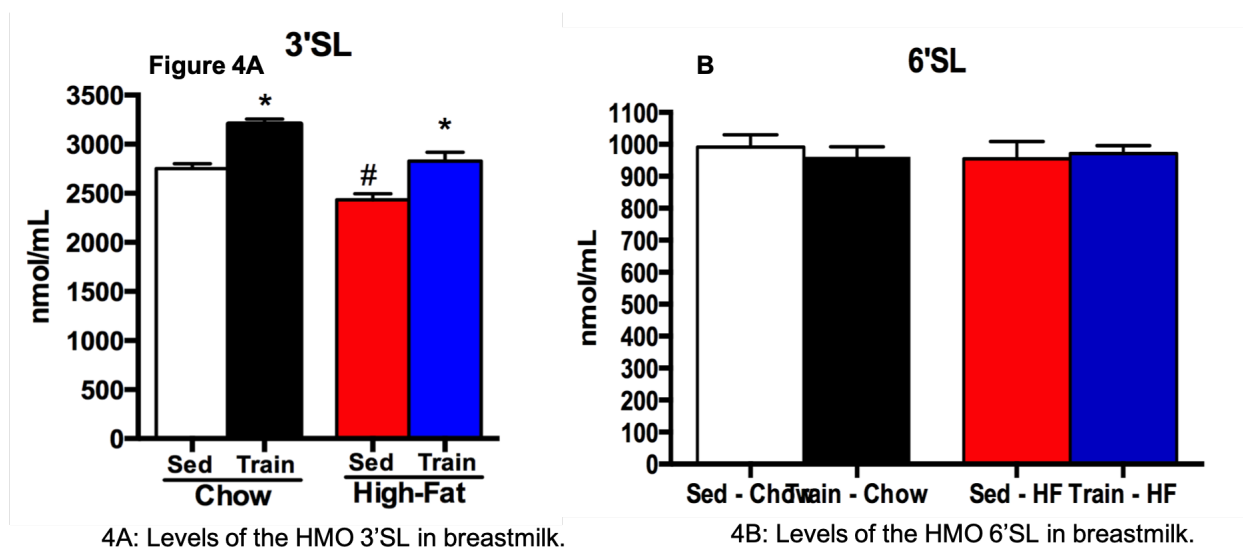 3'SL
Figure 4A
3500
3000
2500
2000
1500
1000
500
0
nmol/mL
*
#
*
Sed Train Sed Train
Chow High-Fat
4A: Levels of the HMO 3’SL in breastmilk.
B
6'SL
1100
1000
900
800
700
600
500
400
300
200
100
0
nmol/mL
Sed - Chow Train - Chow Sed - HF Train - HF
4B: Levels of the HMO 6’SL in breastmilk.